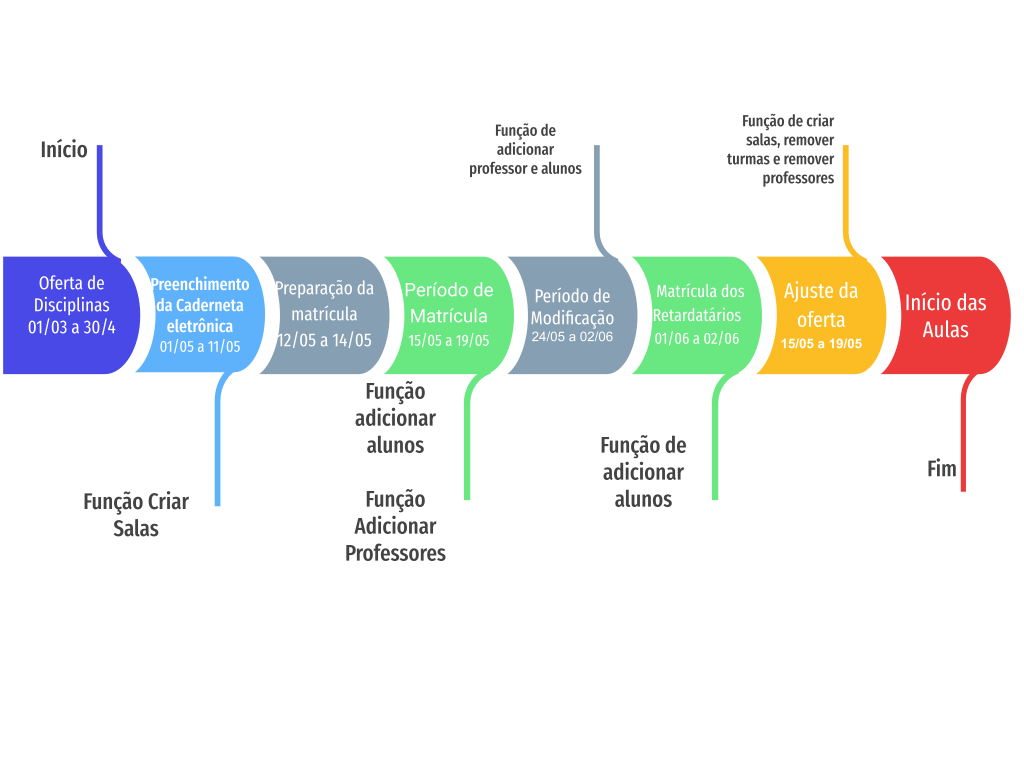 Início
Função de
adicionar
professor e alunos
Função de criar
salas, remover
turmas e remover
professores
Oferta de
Disciplinas
01/03 a 30/4
Preenchimento
da Caderneta
eletrônica
01/05 a 11/05
Preparação da
matrícula
12/05 a 14/05
Período de
Matrícula
15/05 a 19/05
Período de
Modificação
24/05 a 02/06
Matrícula dos
Retardatários
01/06 a 02/06
Ajuste da
oferta
15/05 a 19/05
Início das
Aulas
Função Criar
Salas
Função
adicionar
alunos
Função
Adicionar
Professores
Função de
adicionar
alunos
Fim